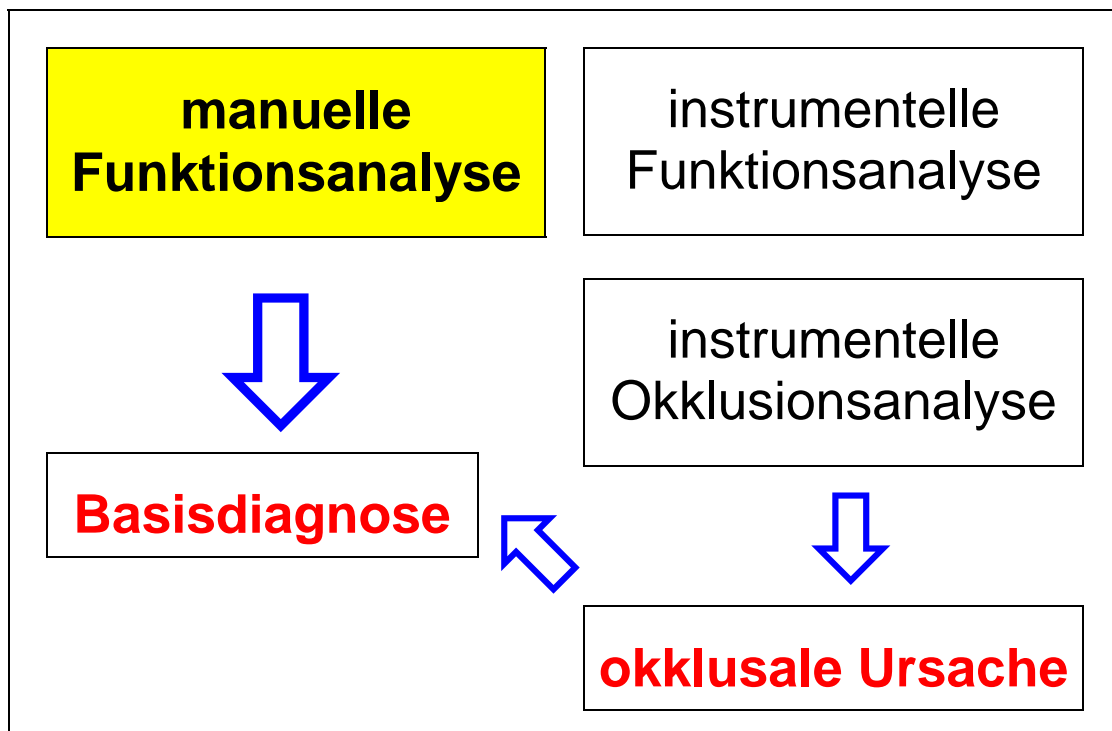 manuelle
Funktionsanalyse
instrumentelle
Funktionsanalyse
instrumentelle
Okklusionsanalyse
Basisdiagnose
okklusale Ursache